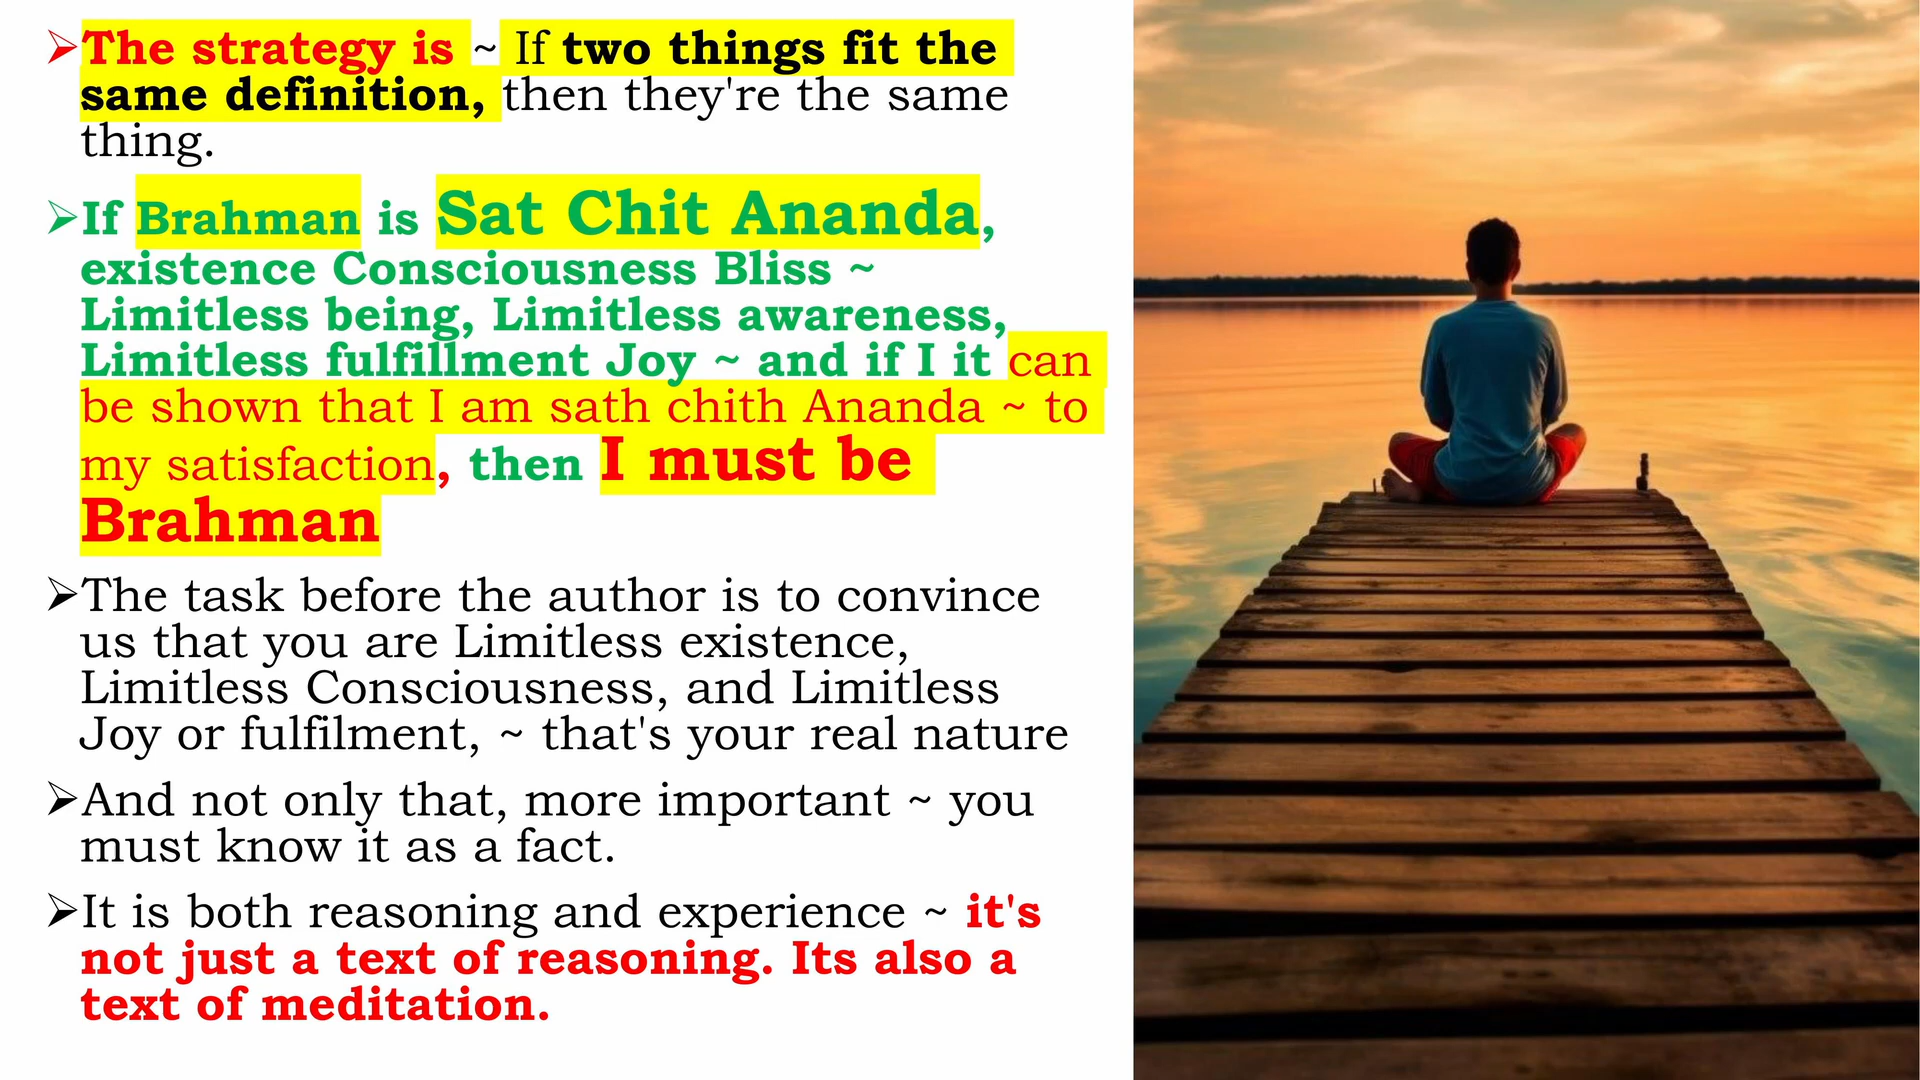 ➢The strategy is ~ If two things fit the
same definition, then they're the same
thing.
➢If Brahman is Sat Chit Ananda,
existence Consciousness Bliss ~
Limitless being, Limitless awareness,
Limitless fulfillment Joy ~ and if I it can
be shown that I am sath chith Ananda ~ to
my satisfaction, then I must be
Brahman
➢The task before the author is to convince
us that you are Limitless existence,
Limitless Consciousness, and Limitless
Joy or fulfilment, ~ that's your real nature
➢And not only that, more important ~ you
must know it as a fact.
➢It is both reasoning and experience ~ it's
not just a text of reasoning. Its also a
text of meditation.